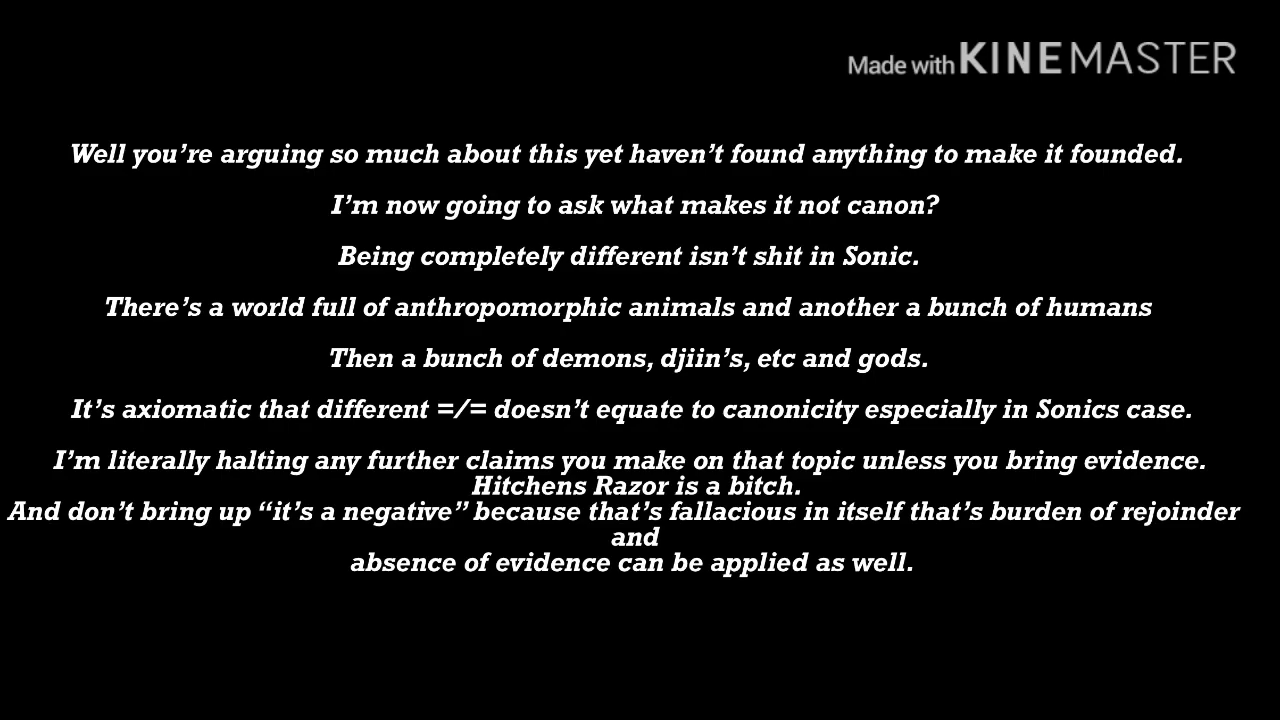 Made with KINEMASTER
Well you’re arguing so much about this yet haven’t found anything to make it founded.
I’m now going to ask what makes it not canon?
Being completely different isn’t shit in Sonic.
There’s a world full of anthropomorphic animals and another a bunch of humans
Then a bunch of demons, djiin’s, etc and gods.
It’s axiomatic that different =/= doesn’t equate to canonicity especially in Sonics case.
I’m literally halting any further claims you make on that topic unless you bring evidence.
Hitchens Razor is a bitch.
And don’t bring up “it’s a negative” because that’s fallacious in itself that’s burden of rejoinder
and
absence of evidence can be applied as well.